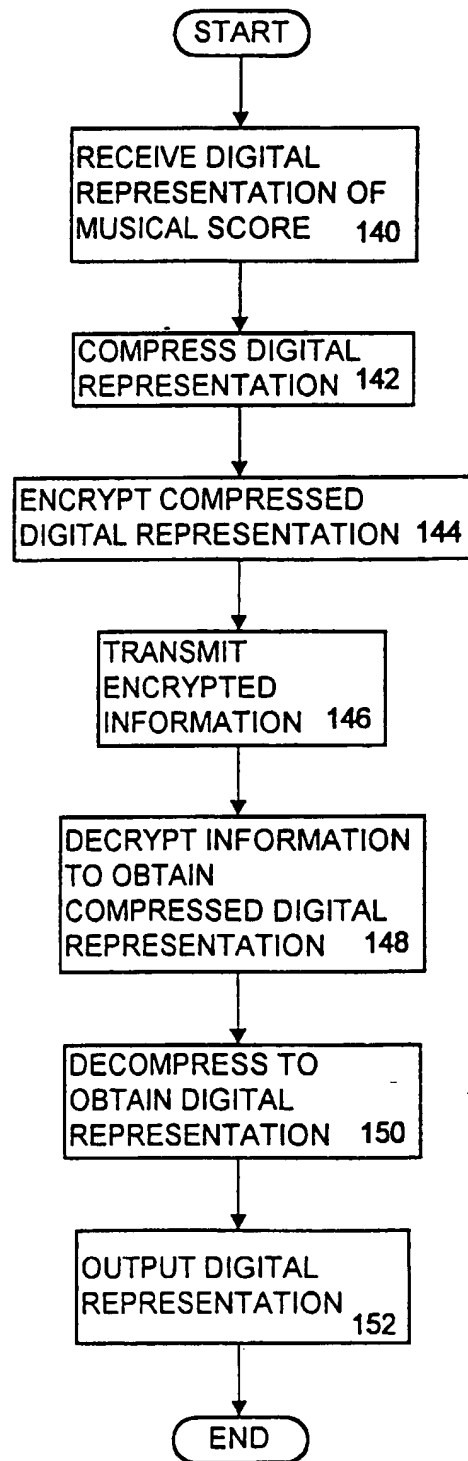 START
RECEIVE DIGITAL
REPRESENTATION OF
MUSICAL SCORE 140
COMPRESS DIGITAL
REPRESENTATION 142
ENCRYPT COMPRESSED
DIGITAL REPRESENTATION 144
TRANSMIT
ENCRYPTED
INFORMATION 146
DECRYPT INFORMATION
TO OBTAIN
COMPRESSED DIGITAL
REPRESENTATION 148
DECOMPRESS TO
OBTAIN DIGITAL
REPRESENTATION 150
OUTPUT DIGITAL
REPRESENTATION
152
END